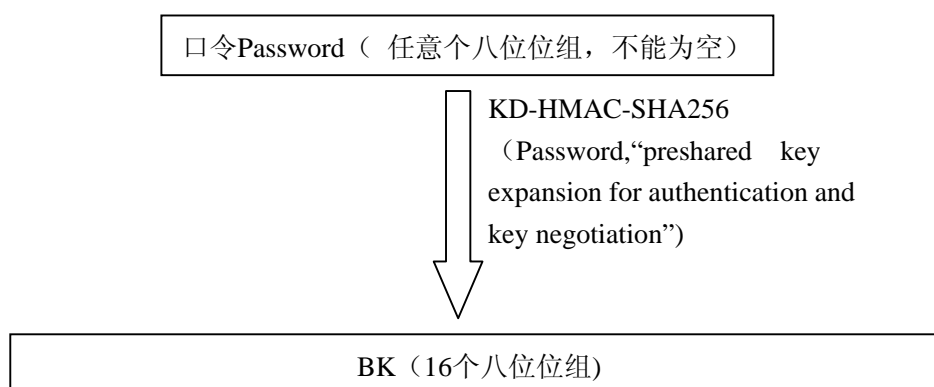 口令Password（ 任意个八位位组，不能为空）
KD-HMAC-SHA256
（Password,“preshared key
expansion for authentication and
key negotiation”)
BK（16个八位位组)